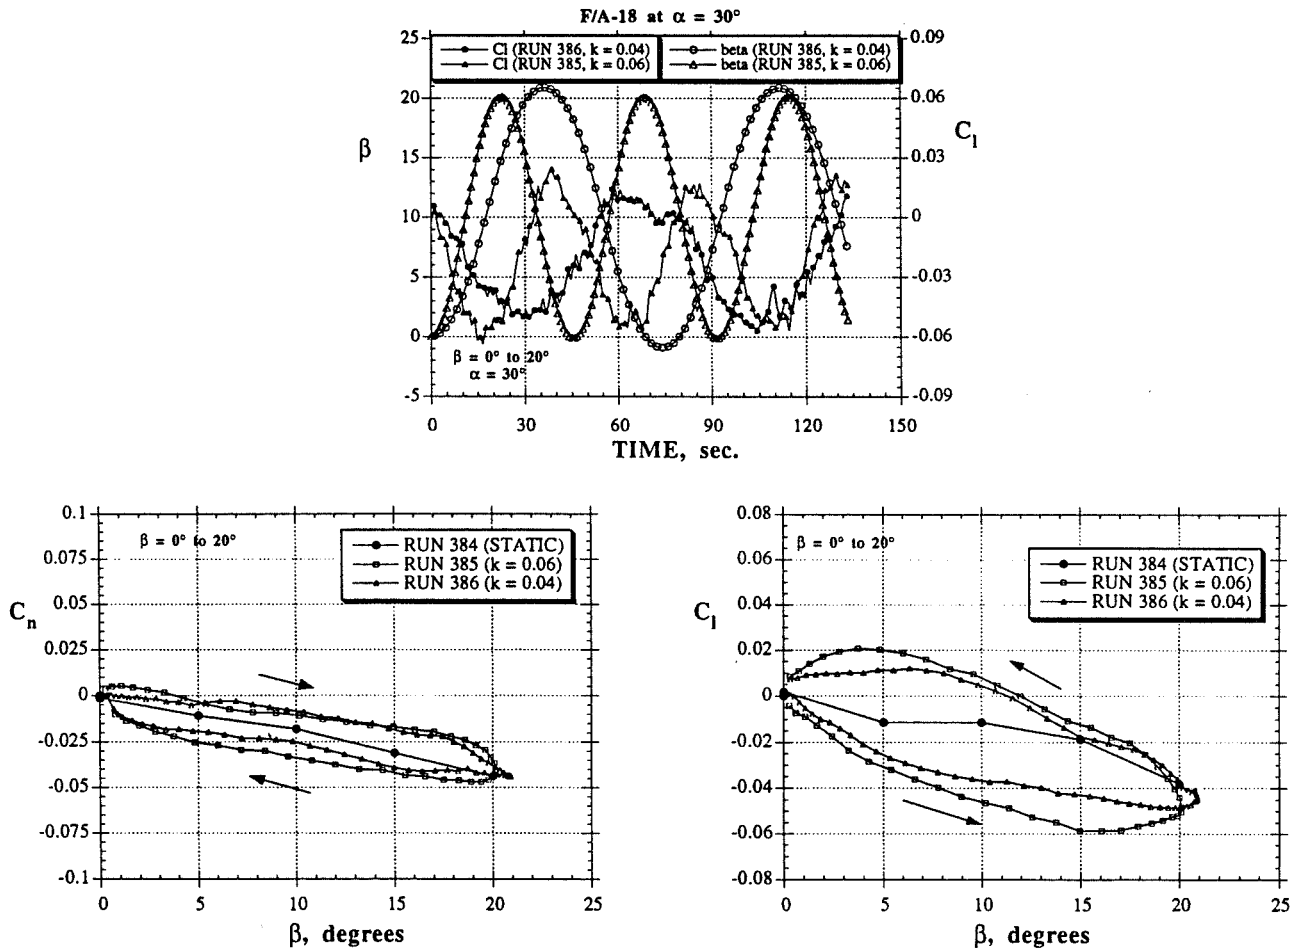 F/A-18 at α = 30°
25
20
15
10
5
0
-5
β
Cl (RUN 386, k = 0.04)
Cl (RUN 385, k = 0.06)
beta (RUN 386, k = 0.04)
beta (RUN 385, k = 0.06)
0.09
0.06
0.03
0
-0.03
-0.06
-0.09
C_l
β = 0° to 20°
α = 30°
0 30 60 90 120 150
TIME, sec.
0.1
0.075
0.05
0.025
0
-0.025
-0.05
-0.075
-0.1
C_n
β = 0° to 20°
RUN 384 (STATIC)
RUN 385 (k = 0.06)
RUN 386 (k = 0.04)
0 5 10 15 20 25
β, degrees
0.08
0.06
0.04
0.02
0
-0.02
-0.04
-0.06
-0.08
C_l
β = 0° to 20°
RUN 384 (STATIC)
RUN 385 (k = 0.06)
RUN 386 (k = 0.04)
0 5 10 15 20 25
β, degrees